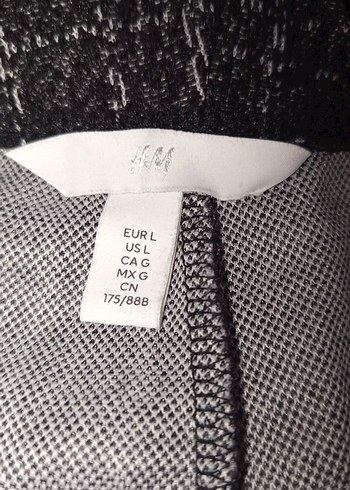 H&M
EUR L
US L
CA G
MX G
CN
175/88B